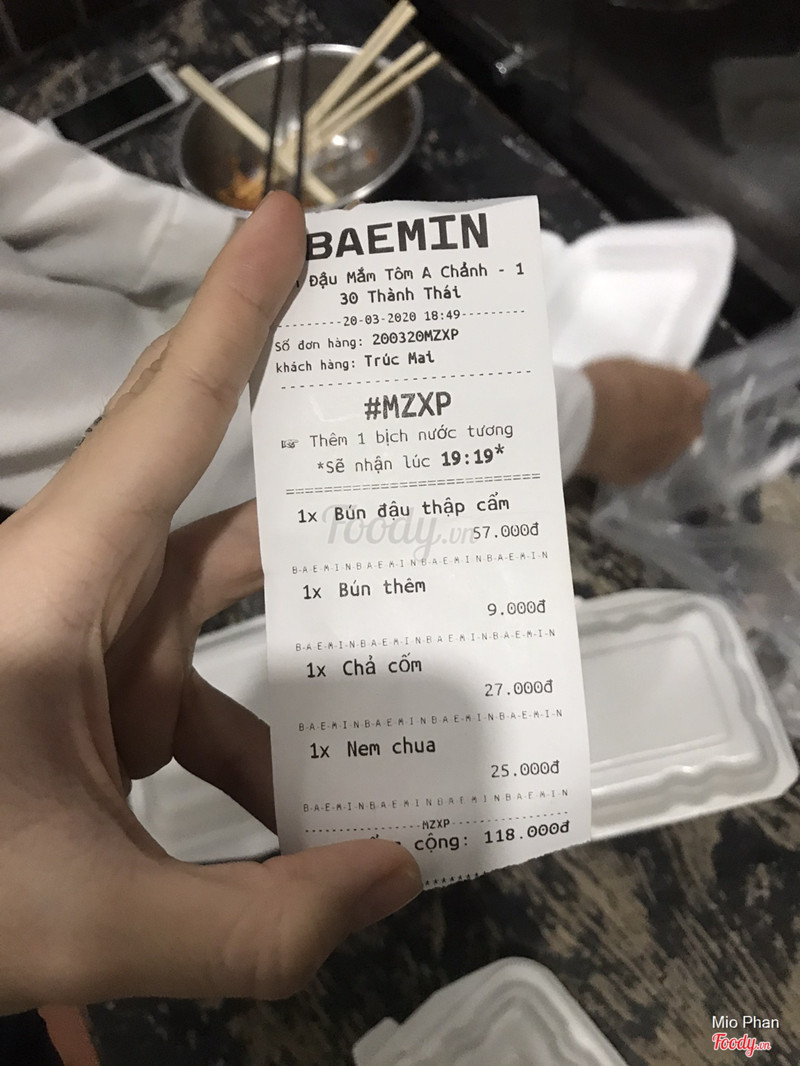 BAEMIN
Đậu Mắm Tôm A Chảnh - 1
30 Thành Thái
20-03-2020 18:49
Số đơn hàng: 200320MZXP
khách hàng: Trúc Mai
#MZXP
☞ Thêm 1 bịch nước tương
*Sẽ nhận lúc 19:19*
1x Bún đậu thập cẩm
Foody.vn
57.000đ
B-A-E-M-I-N-B-A-E-M-I-N-B-A-E-M-I-N-B-A-E-M-I-N
1x Bún thêm
9.000đ
B-A-E-M-I-N-B-A-E-M-I-N-B-A-E-M-I-N-B-A-E-M-I-N
1x Chả cốm
27.000đ
B-A-E-M-I-N-B-A-E-M-I-N-B-A-E-M-I-N-B-A-E-M-I-N
1x Nem chua
25.000đ
B-A-E-M-I-N-B-A-E-M-I-N-B-A-E-M-I-N-B-A-E-M-I-N
MZXP
cộng: 118.000đ
Mio Phan
Foody.vn